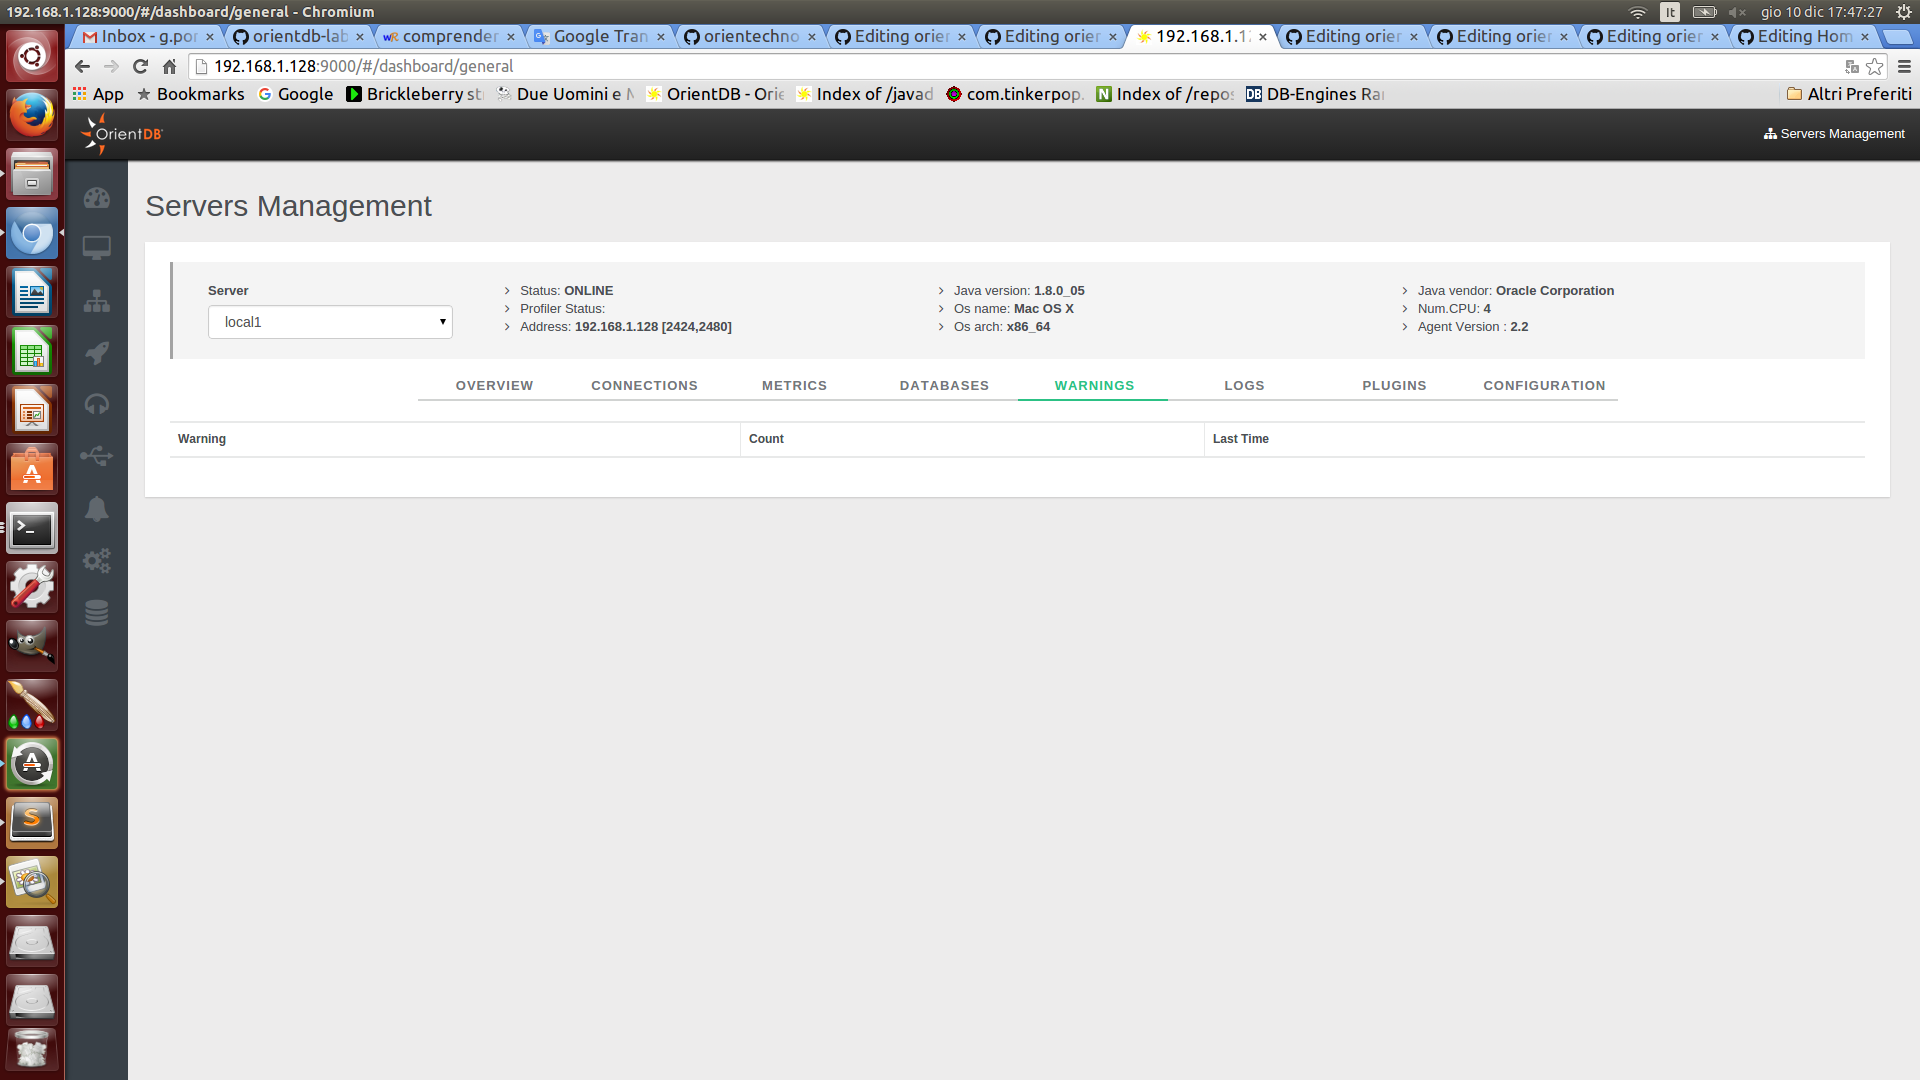 192.168.1.128:9000/#/dashboard/general - Chromium
It
gio 10 dic 17:47:27
Inbox - g.por
orientdb-lab
comprender
Google Tran
orientechno
Editing orier
Editing orier
192.168.1.12
Editing orier
Editing orier
Editing orier
Editing Hom
192.168.1.128:9000/#/dashboard/general
App
Bookmarks
Google
Brickleberry st
Due Uomini e
OrientDB - Orie
Index of /javad
com.tinkerpop.
Index of /repos
DB-Engines Ra
Altri Preferiti
OrientDB
Servers Management
Servers Management
Server
local1
Status: ONLINE
Profiler Status:
Address: 192.168.1.128 [2424,2480]
Java version: 1.8.0_05
Os name: Mac OS X
Os arch: x86_64
Java vendor: Oracle Corporation
Num.CPU: 4
Agent Version : 2.2
OVERVIEW
CONNECTIONS
METRICS
DATABASES
WARNINGS
LOGS
PLUGINS
CONFIGURATION
Warning
Count
Last Time